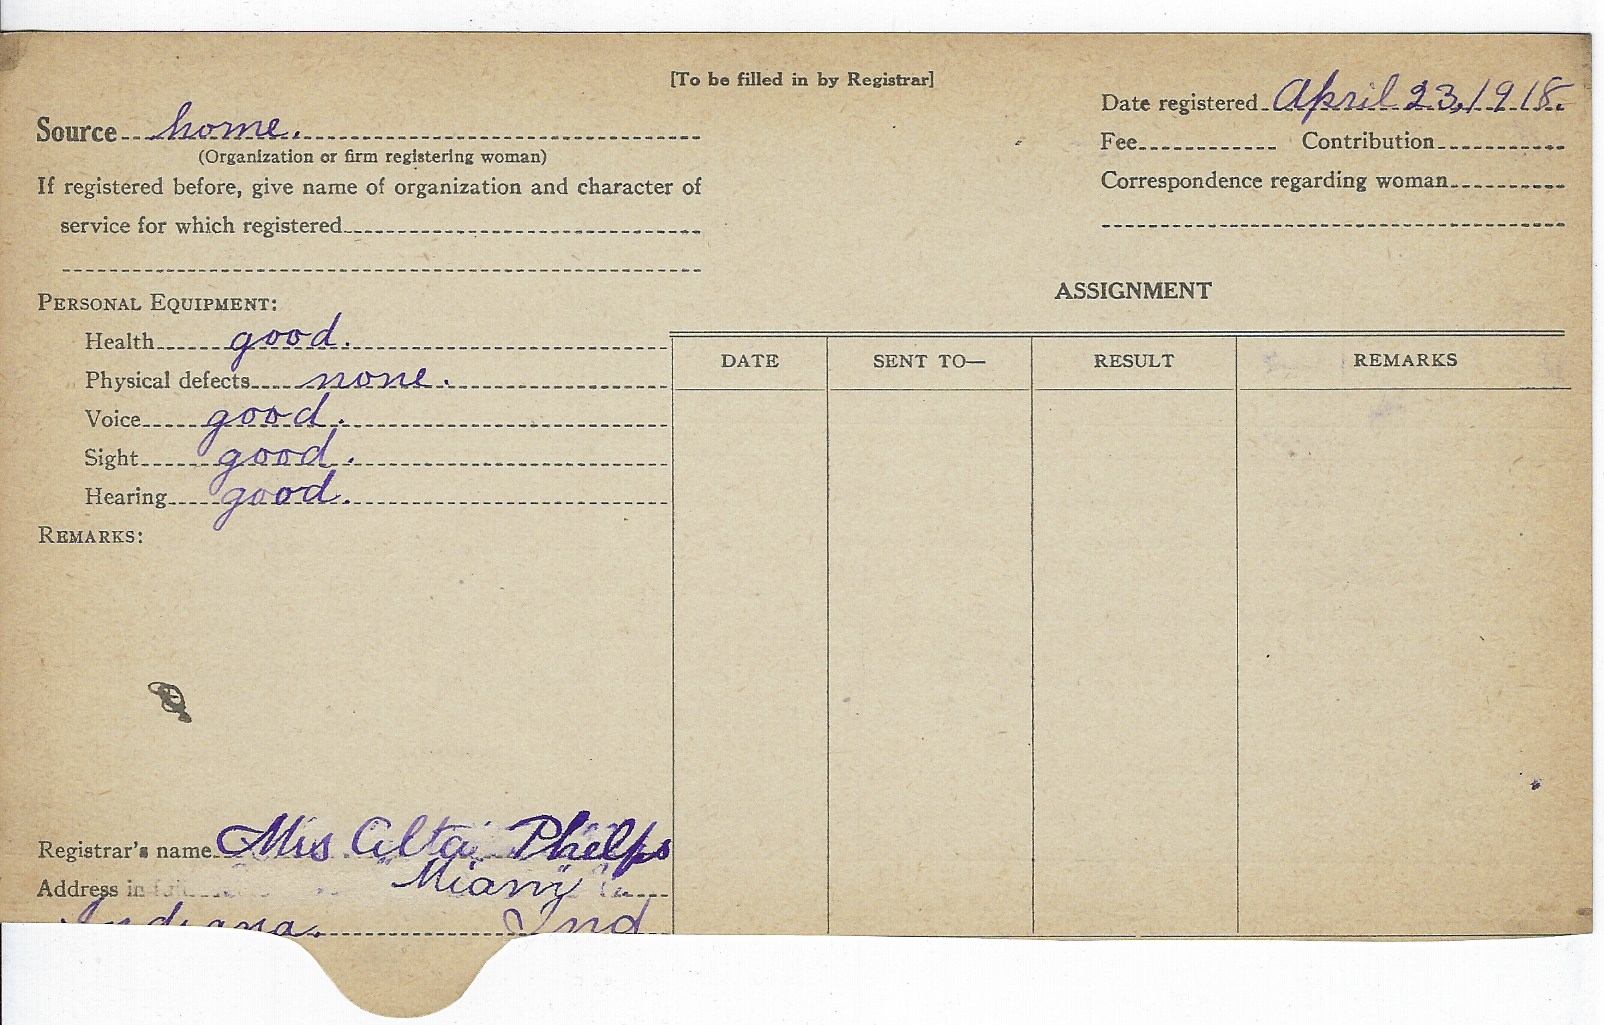 [To be filled in by Registrar]
Date registered April 23, 1918.
Source home.
(Organization or firm registering woman)
Fee Contribution
If registered before, give name of organization and character of
service for which registered
Correspondence regarding woman
PERSONAL EQUIPMENT:
Health good.
Physical defects none.
Voice good.
Sight good.
Hearing good.
REMARKS:
ASSIGNMENT
DATE SENT TO— RESULT REMARKS
Registrar's name Miss Alta Phelps
Address in full Miami
Indiana. Ind